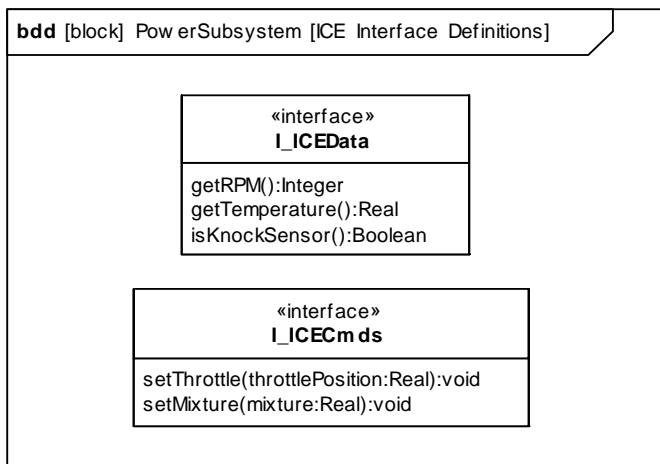 bdd [block] PowerSubsystem [ICE Interface Definitions]
«interface»
I_ICEData
getRPM():Integer
getTemperature():Real
isKnockSensor():Boolean
«interface»
I_ICECmds
setThrottle(throttlePosition:Real):void
setMixture(mixture:Real):void